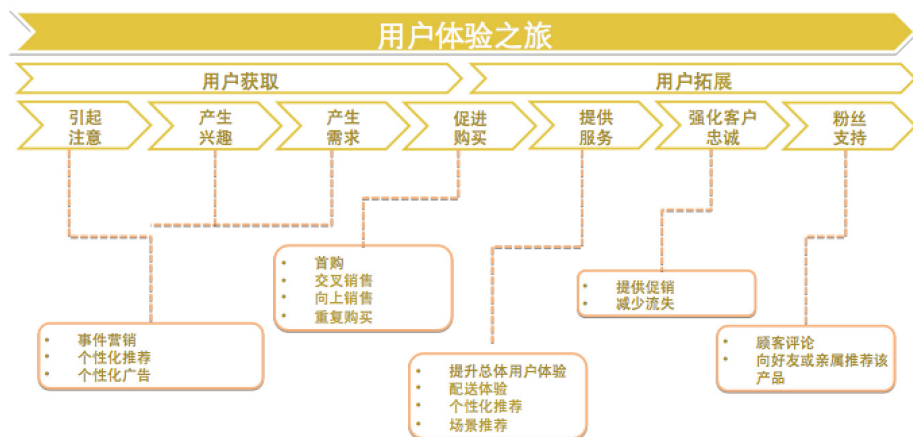 用户体验之旅
用户获取
用户拓展
引起
注意
产生
兴趣
产生
需求
促进
购买
提供
服务
强化客户
忠诚
粉丝
支持
首购
交叉销售
向上销售
重复购买
提供促销
减少流失
事件营销
个性化推荐
个性化广告
顾客评论
向好友或亲属推荐该
产品
提升总体用户体验
配送体验
个性化推荐
场景推荐